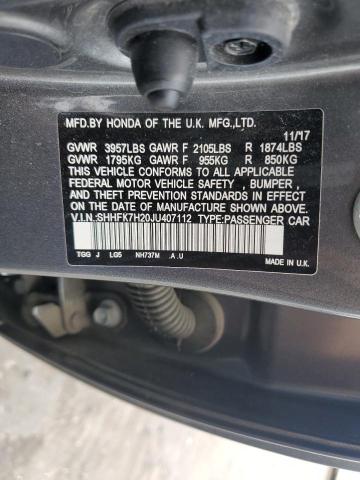 MFD.BY HONDA OF THE U.K. MFG.,LTD.
11/17
GVWR 3957LBS GAWR F 2105LBS R 1874LBS
GVWR 1795KG GAWR F 955KG R 850KG
THIS VEHICLE CONFORMS TO ALL APPLICABLE
FEDERAL MOTOR VEHICLE SAFETY , BUMPER ,
AND THEFT PREVENTION STANDARDS IN EFFECT ON
THE DATE OF MANUFACTURE SHOWN ABOVE.
V.I.N.:SHHFK7H20JU407112 TYPE:PASSENGER CAR
TGG J LG5 NH737M .A .U
MADE IN U.K.